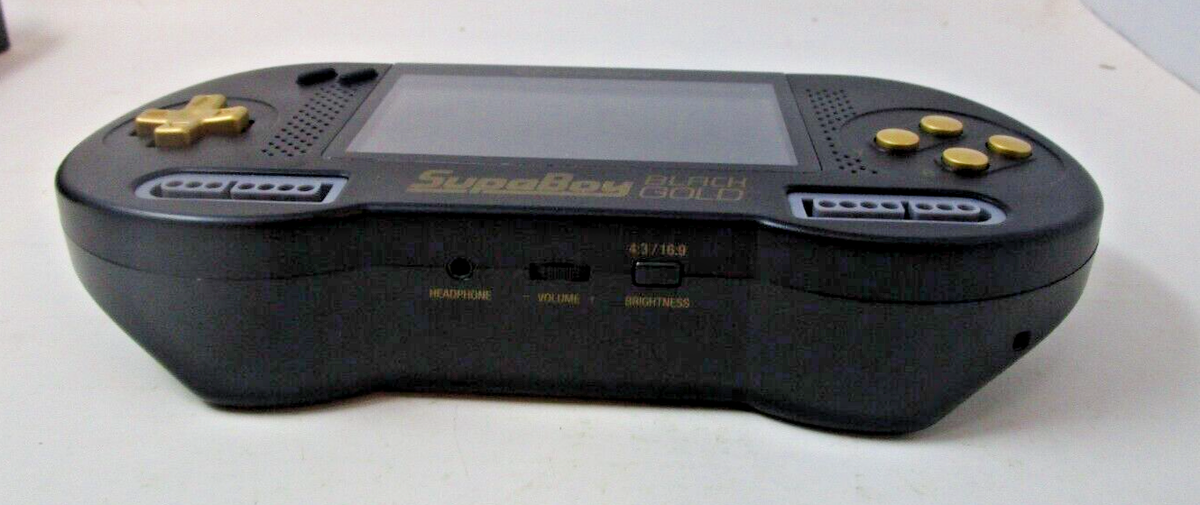 SupaBoy BLACK
GOLD
4:3 / 16:9
HEADPHONE
- VOLUME +
BRIGHTNESS